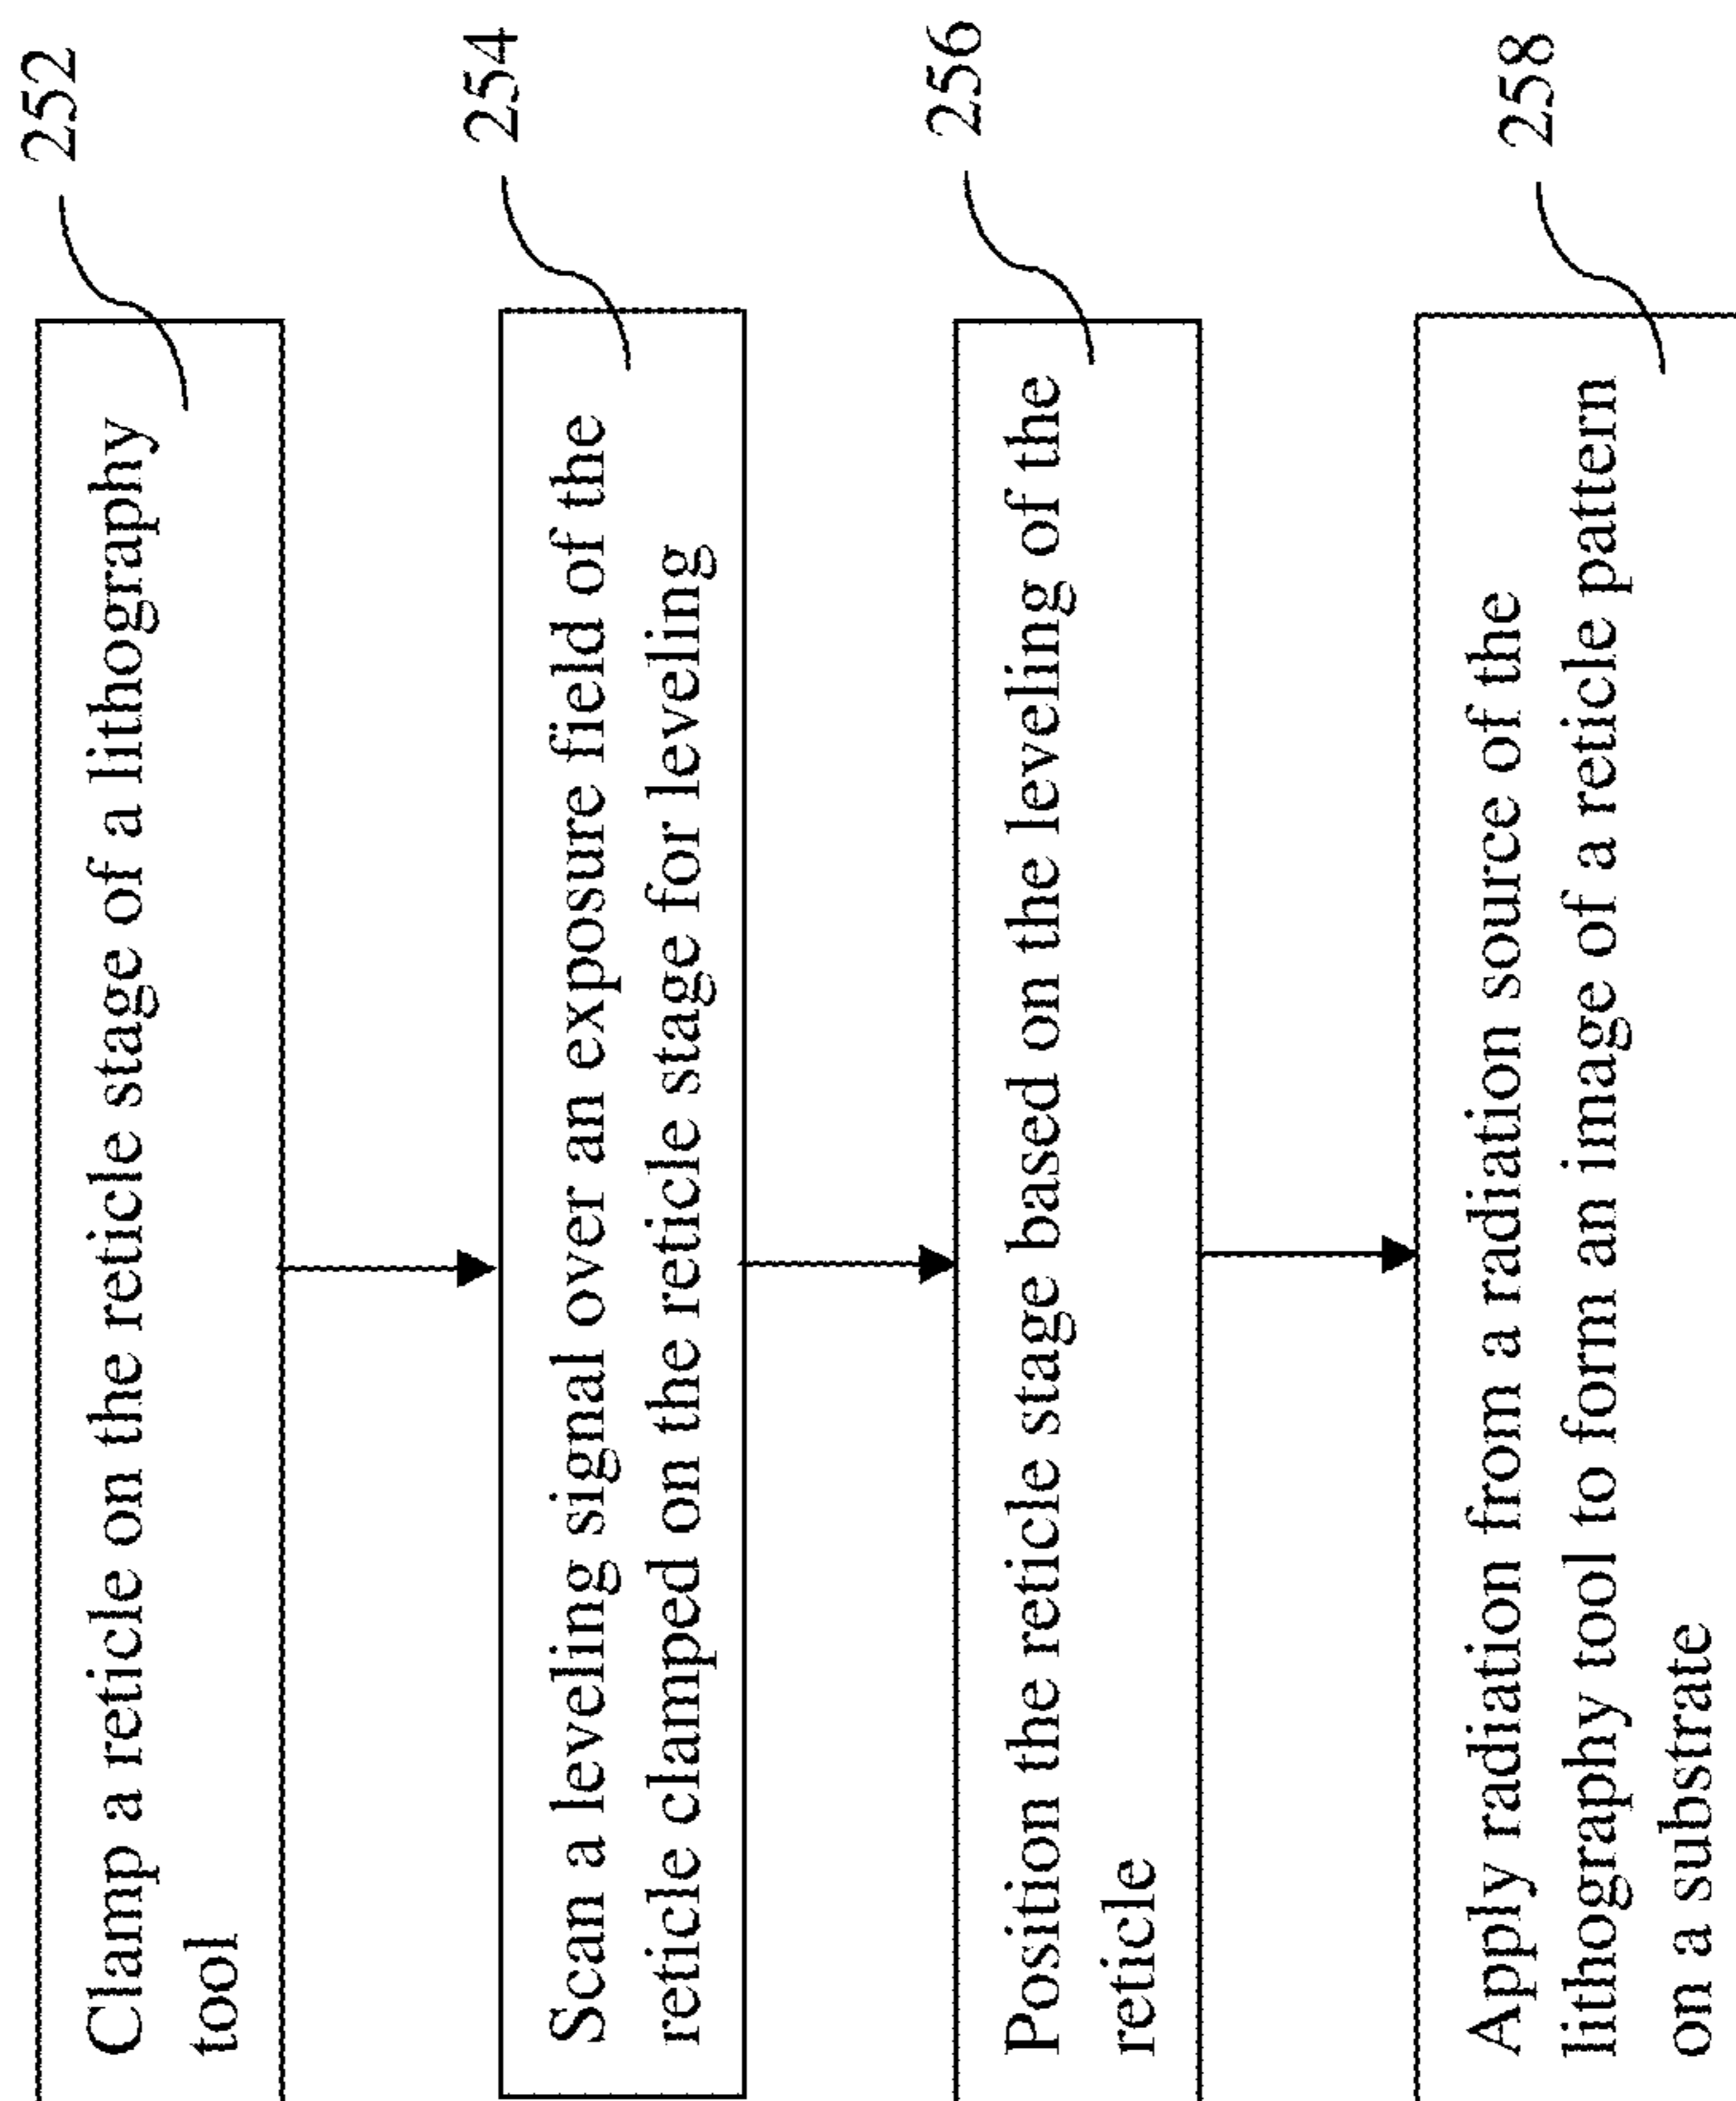 252
Clamp a reticle on the reticle stage of a lithography
tool
254
Scan a leveling signal over an exposure field of the
reticle clamped on the reticle stage for leveling
256
Position the reticle stage based on the leveling of the
reticle
258
Apply radiation from a radiation source of the
lithography tool to form an image of a reticle pattern
on a substrate